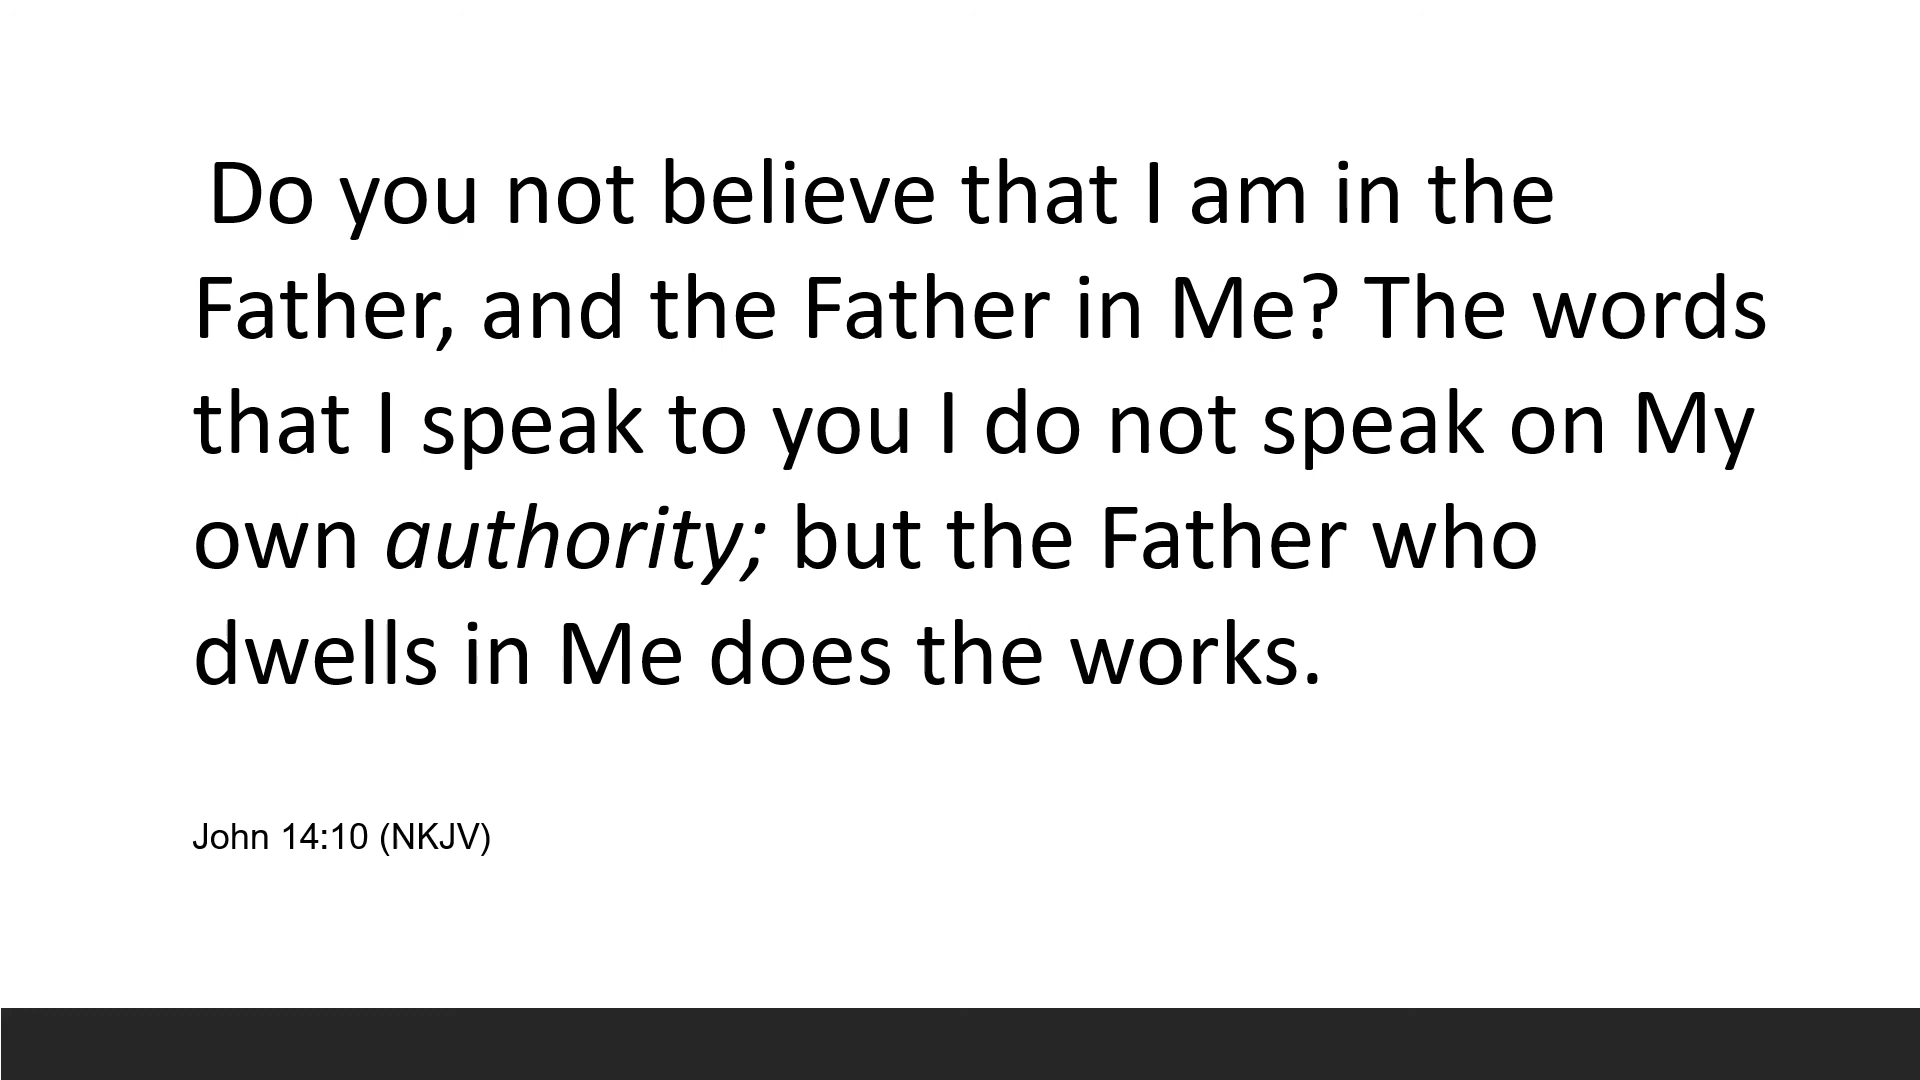 Do you not believe that I am in the
Father, and the Father in Me? The words
that I speak to you I do not speak on My
own authority; but the Father who
dwells in Me does the works.
John 14:10 (NKJV)